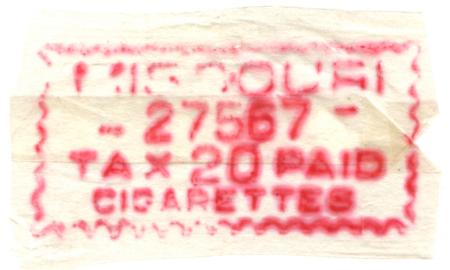 MISSOURI
- 27567 -
TAX 20 PAID
CIGARETTES